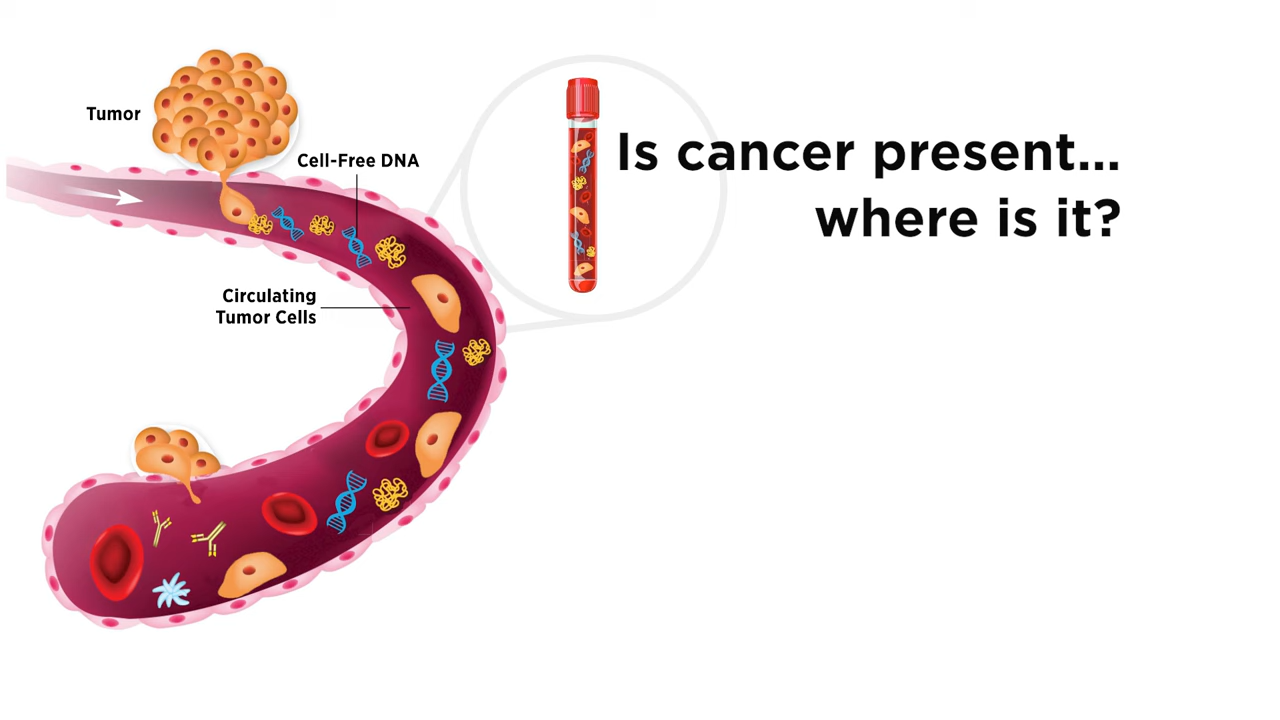 Tumor
Cell-Free DNA
Is cancer present...
where is it?
Circulating
Tumor Cells